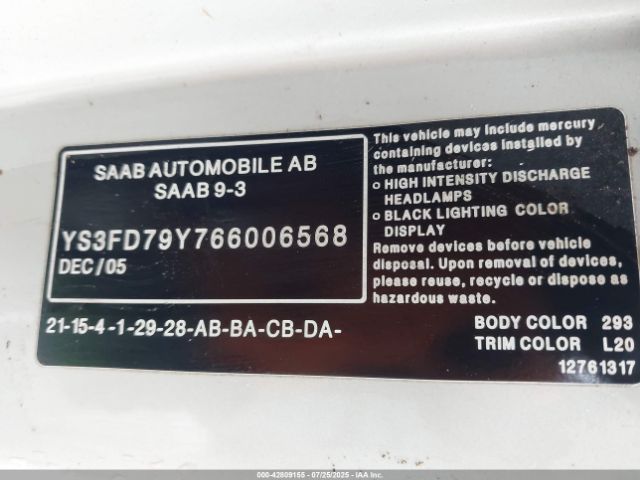 SAAB AUTOMOBILE AB
SAAB 9-3
YS3FD79Y766006568
DEC/05
This vehicle may include mercury
containing devices installed by
the manufacturer:
o HIGH INTENSITY DISCHARGE
HEADLAMPS
o BLACK LIGHTING COLOR
DISPLAY
Remove devices before vehicle
disposal. Upon removal of devices,
please reuse, recycle or dispose as
hazardous waste.
21-15-4-1-29-28-AB-BA-CB-DA-
BODY COLOR 293
TRIM COLOR L20
12761317
000-42809155 | 07/25/2025 | IAAI.COM